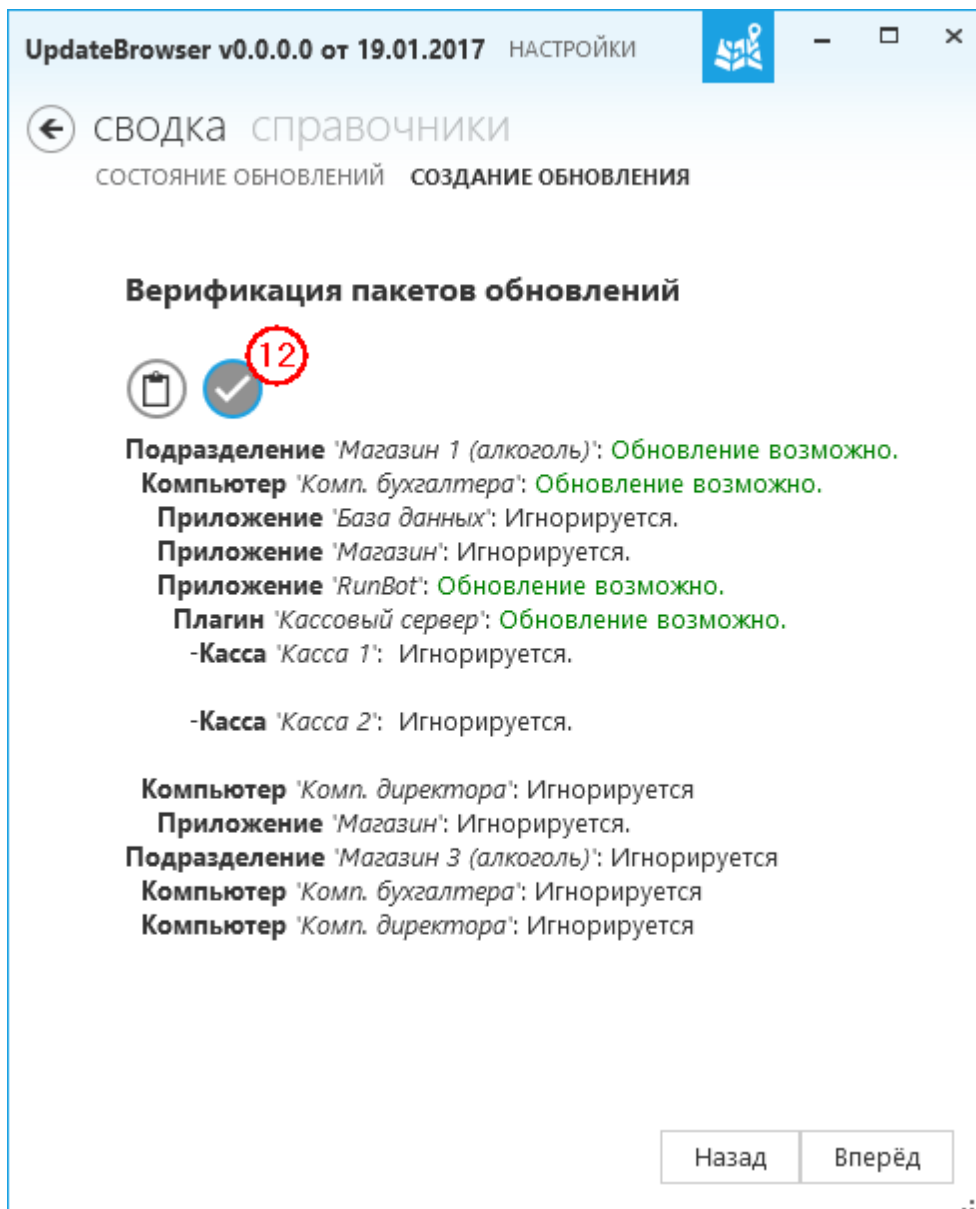 UpdateBrowser v0.0.0.0 от 19.01.2017 НАСТРОЙКИ
сводка справочники
СОСТОЯНИЕ ОБНОВЛЕНИЙ СОЗДАНИЕ ОБНОВЛЕНИЯ
Верификация пакетов обновлений
12
Подразделение 'Магазин 1 (алкоголь)': Обновление возможно.
Компьютер 'Комп. бухгалтера': Обновление возможно.
Приложение 'База данных': Игнорируется.
Приложение 'Магазин': Игнорируется.
Приложение 'RunBot': Обновление возможно.
Плагин 'Кассовый сервер': Обновление возможно.
-Касса 'Касса 1': Игнорируется.
-Касса 'Касса 2': Игнорируется.
Компьютер 'Комп. директора': Игнорируется
Приложение 'Магазин': Игнорируется.
Подразделение 'Магазин 3 (алкоголь)': Игнорируется
Компьютер 'Комп. бухгалтера': Игнорируется
Компьютер 'Комп. директора': Игнорируется
Назад Вперёд